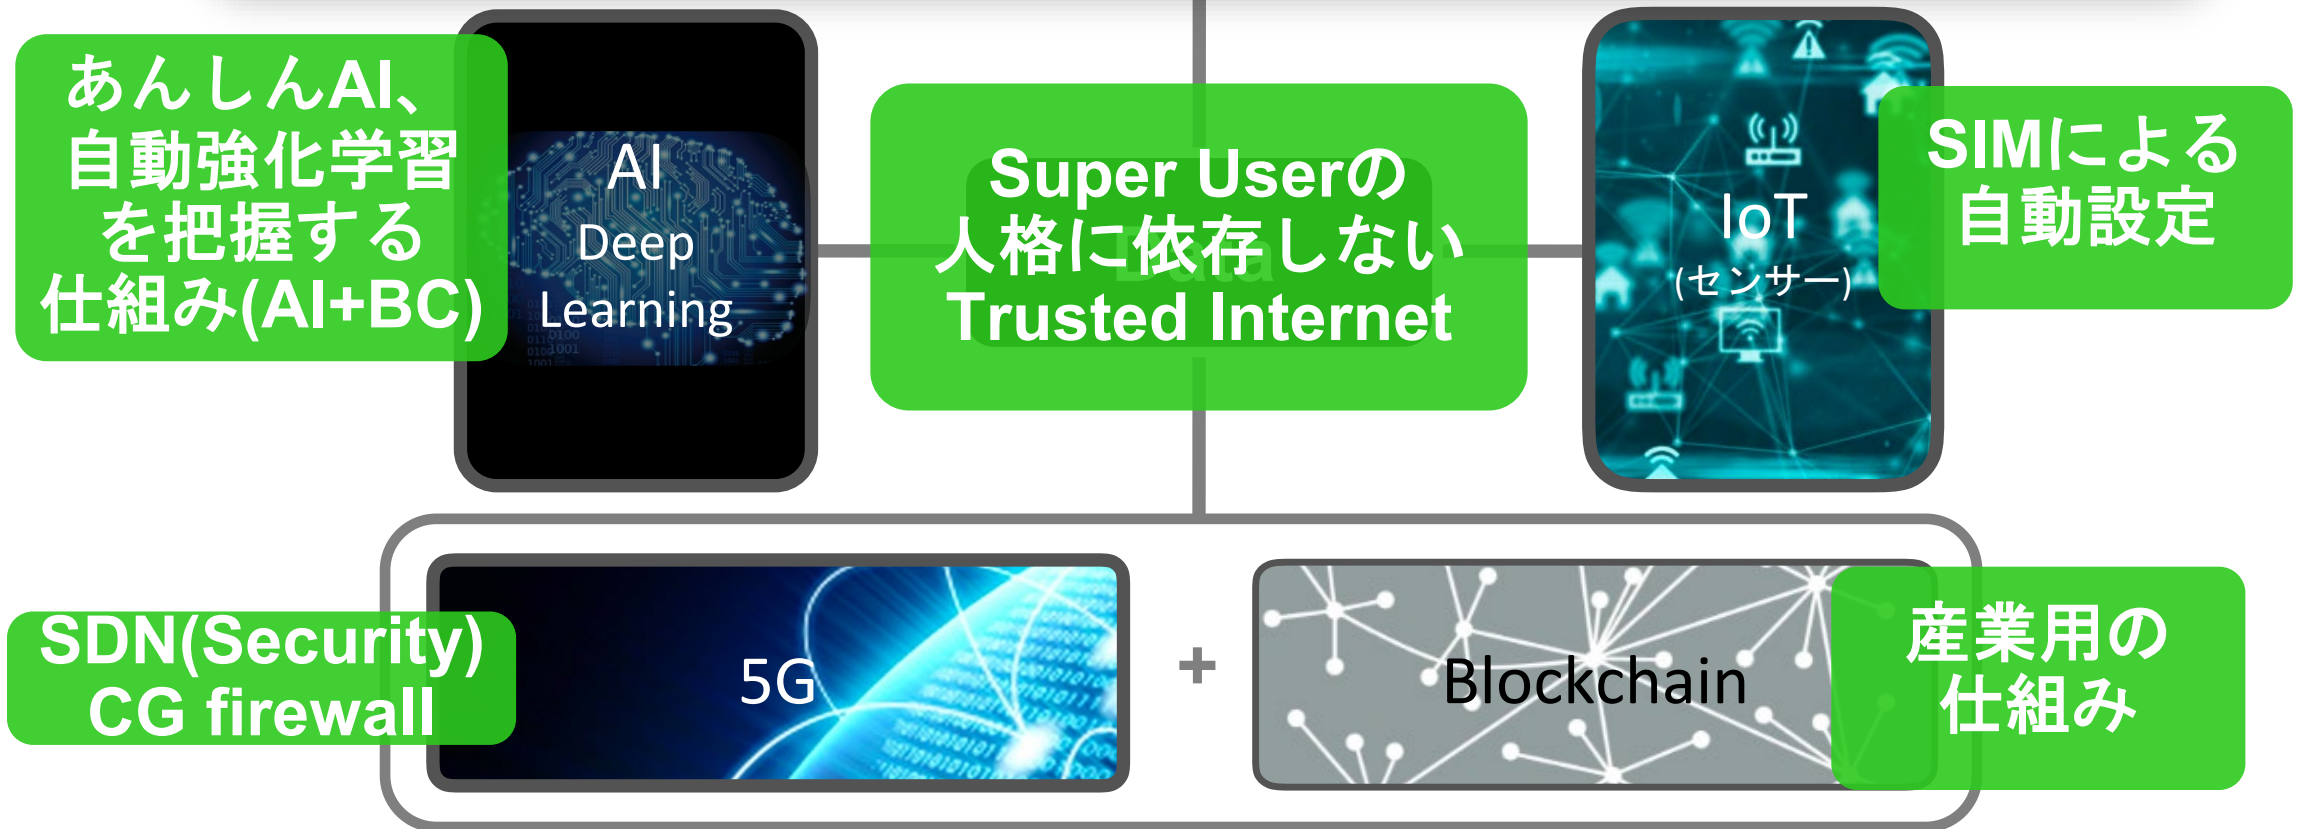 あんしんAI、
自動強化学習
を把握する
仕組み(AI+BC)
AI
Deep
Learning
Super Userの
人格に依存しない
Trusted Internet
Data
IoT
(センサー)
SIMによる
自動設定
SDN(Security)
CG firewall
5G
+
Blockchain
産業用の
仕組み